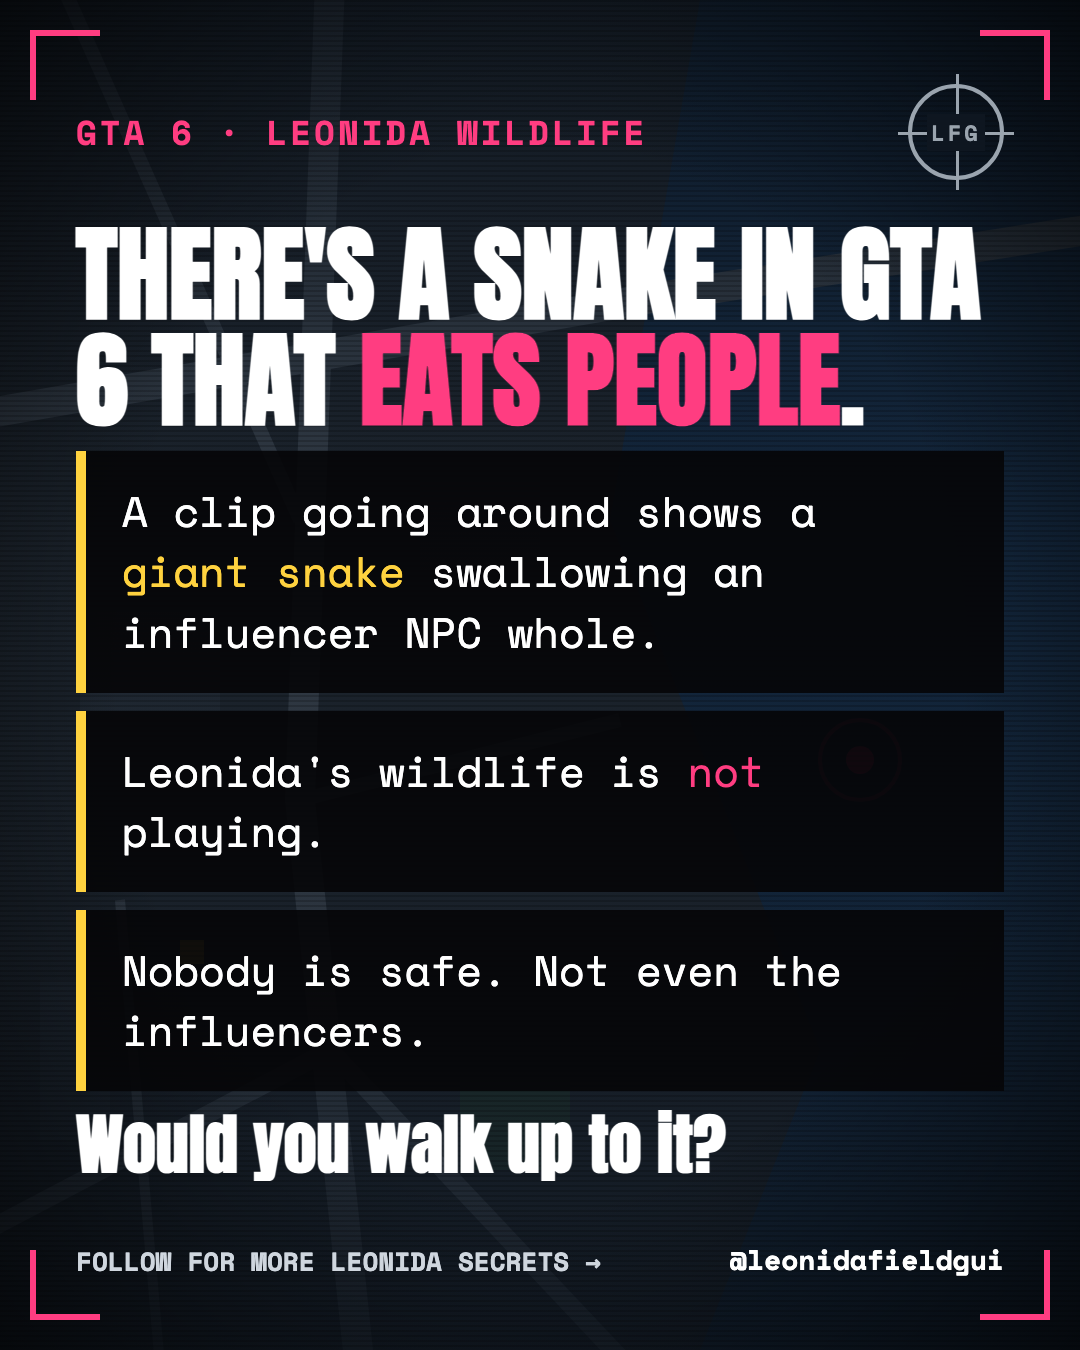 GTA 6 · LEONIDA WILDLIFE
LFG
THERE'S A SNAKE IN GTA
6 THAT EATS PEOPLE.
A clip going around shows a
giant snake swallowing an
influencer NPC whole.
Leonida's wildlife is not
playing.
Nobody is safe. Not even the
influencers.
Would you walk up to it?
FOLLOW FOR MORE LEONIDA SECRETS →
@leonidafieldgui